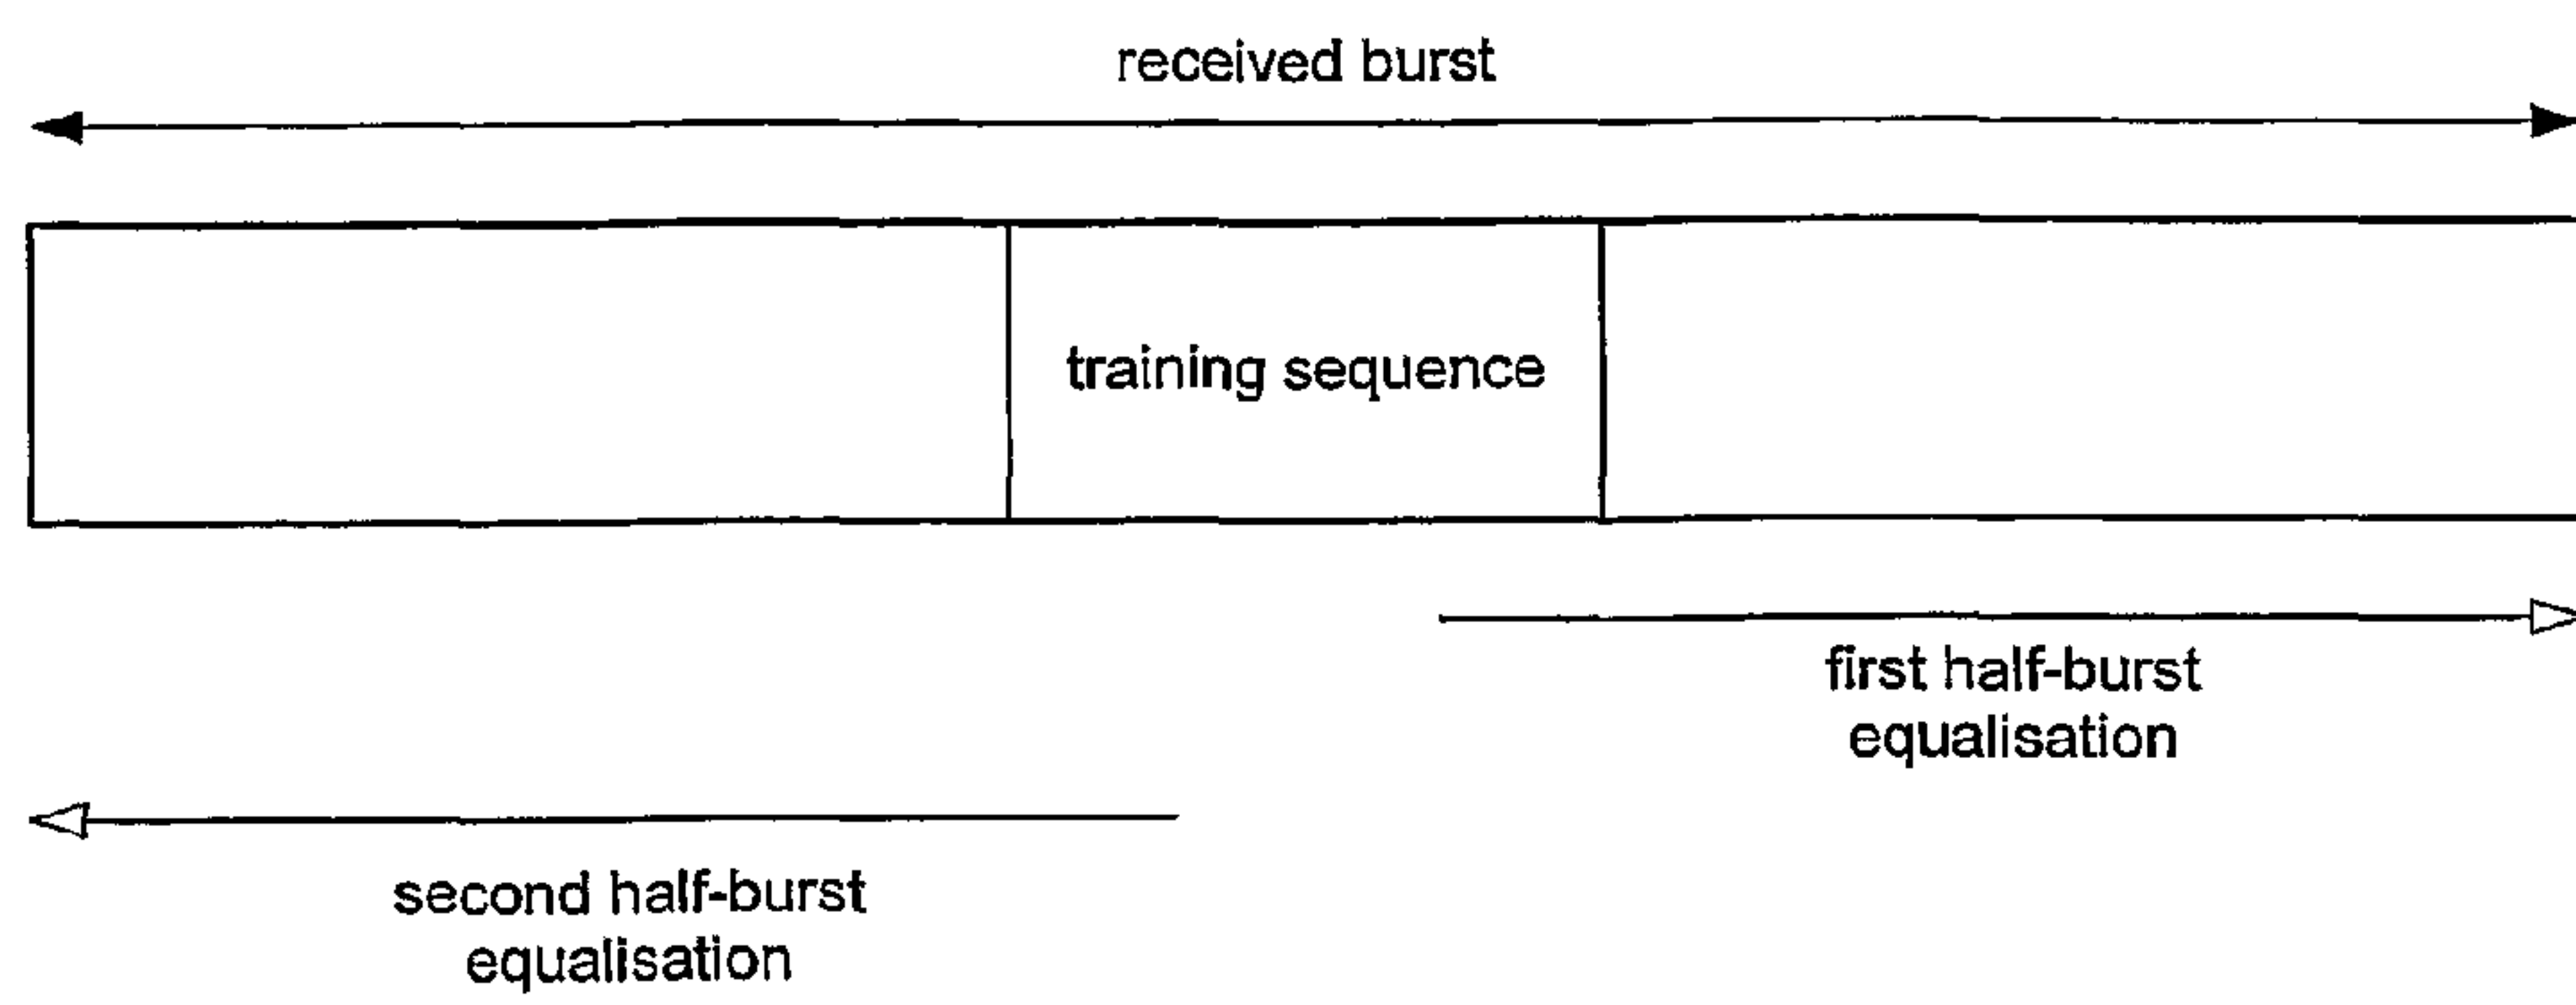 received burst
training sequence
first half-burst
equalisation
second half-burst
equalisation